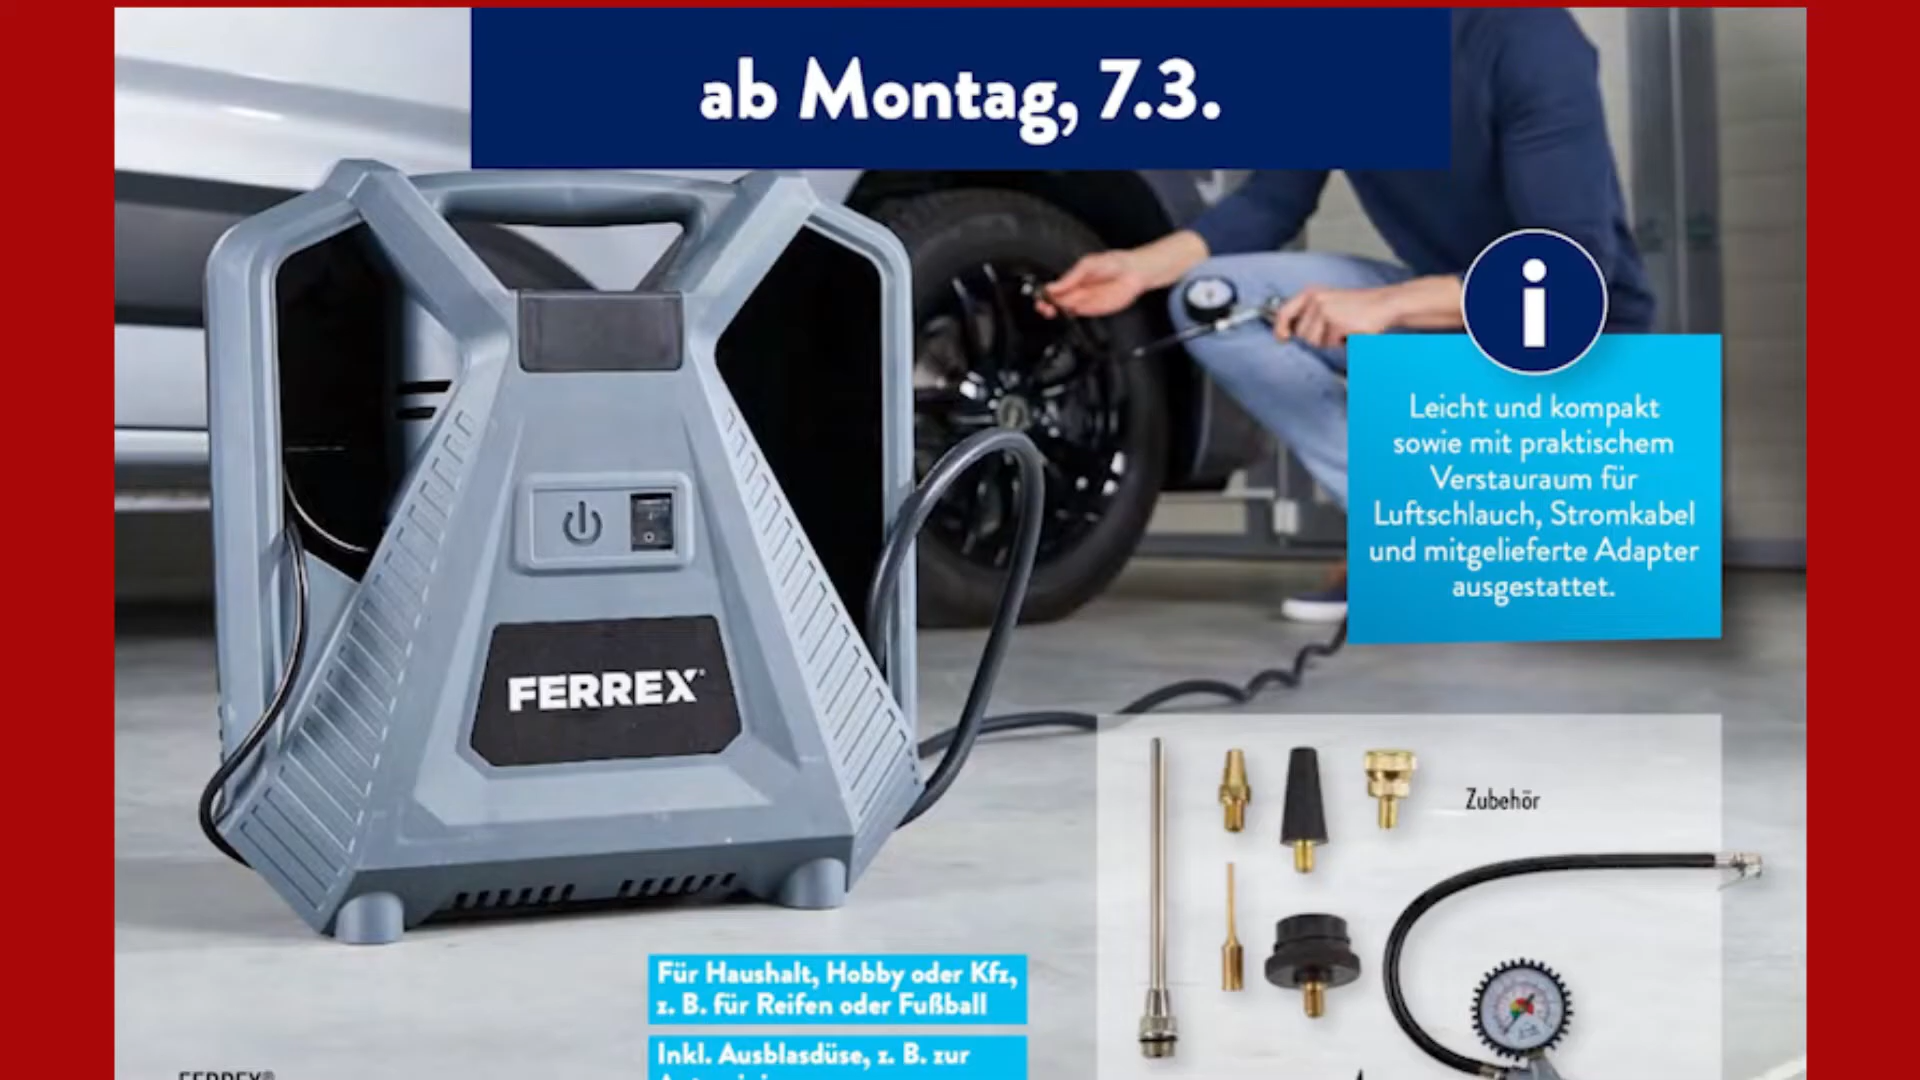 ab Montag, 7.3.
i
Leicht und kompakt
sowie mit praktischem
Verstauraum für
Luftschlauch, Stromkabel
und mitgelieferte Adapter
ausgestattet.
FERREX®
Zubehör
Für Haushalt, Hobby oder Kfz,
z. B. für Reifen oder Fußball
Inkl. Ausblasdüse, z. B. zur
FERREX®